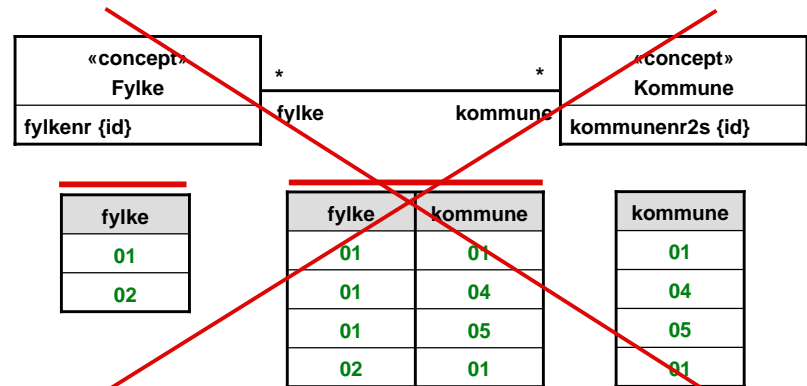 «concept»
Fylke
fylkenr {id}
* *
fylke kommune
«concept»
Kommune
kommunenr2s {id}
fylke
01
02
fylke kommune
01 01
01 04
01 05
02 01
kommune
01
04
05
01